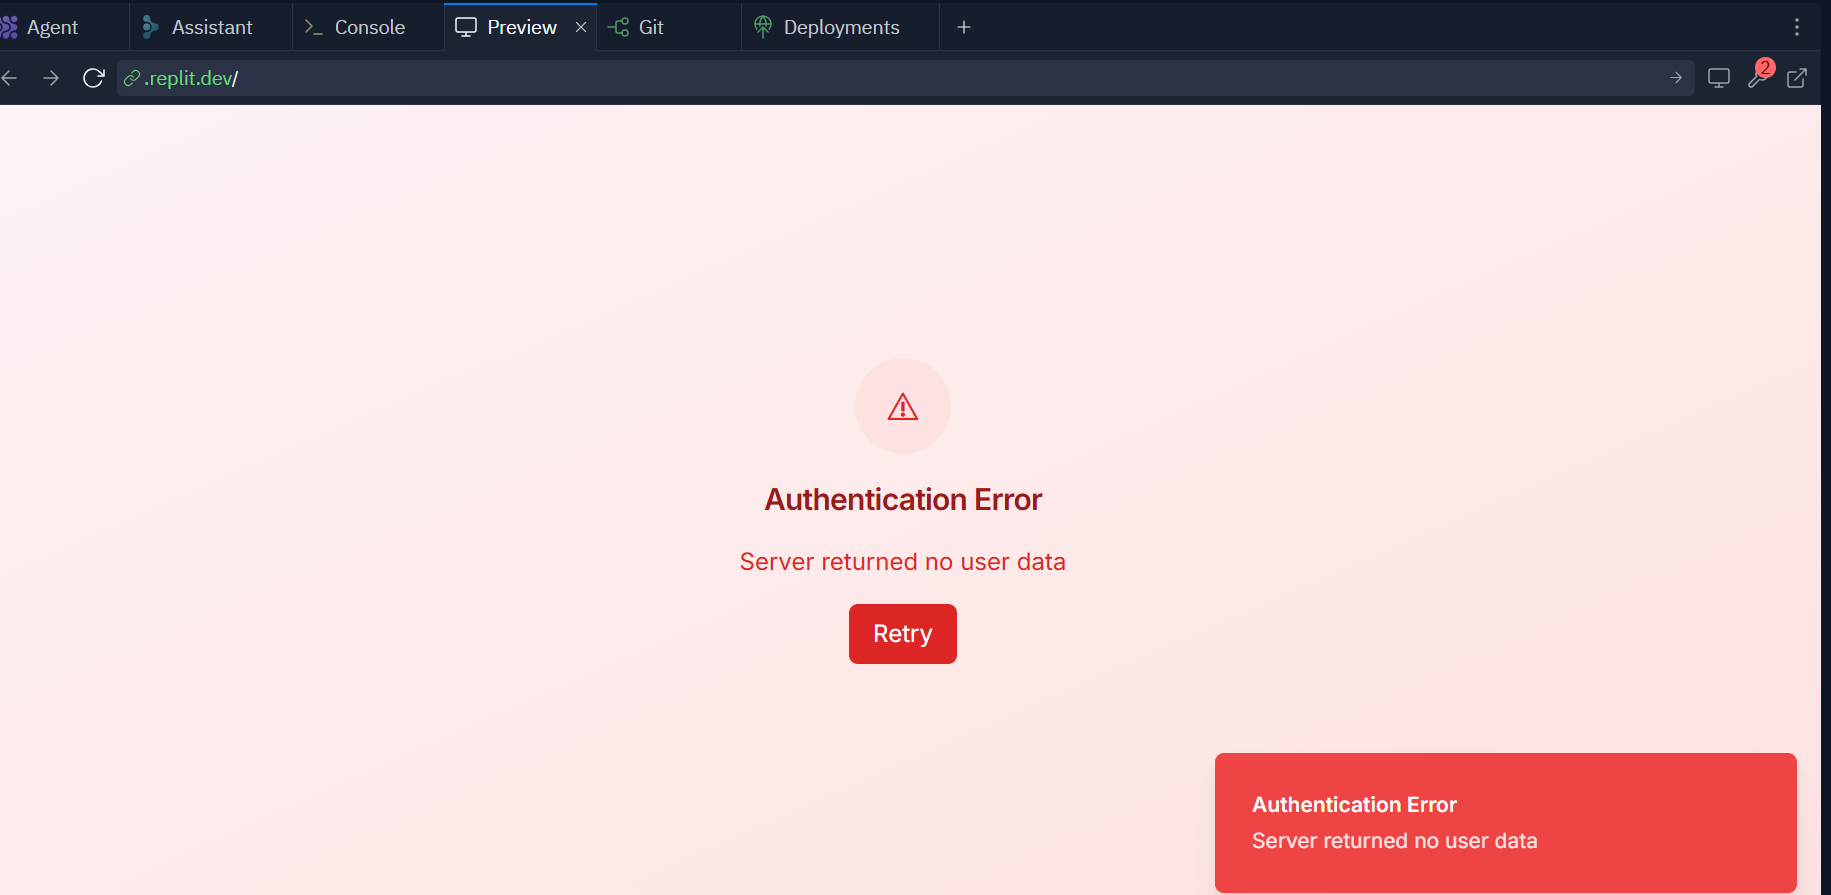 Agent
Assistant
Console
Preview
Git
Deployments
.replit.dev/
2
Authentication Error
Server returned no user data
Retry
Authentication Error
Server returned no user data